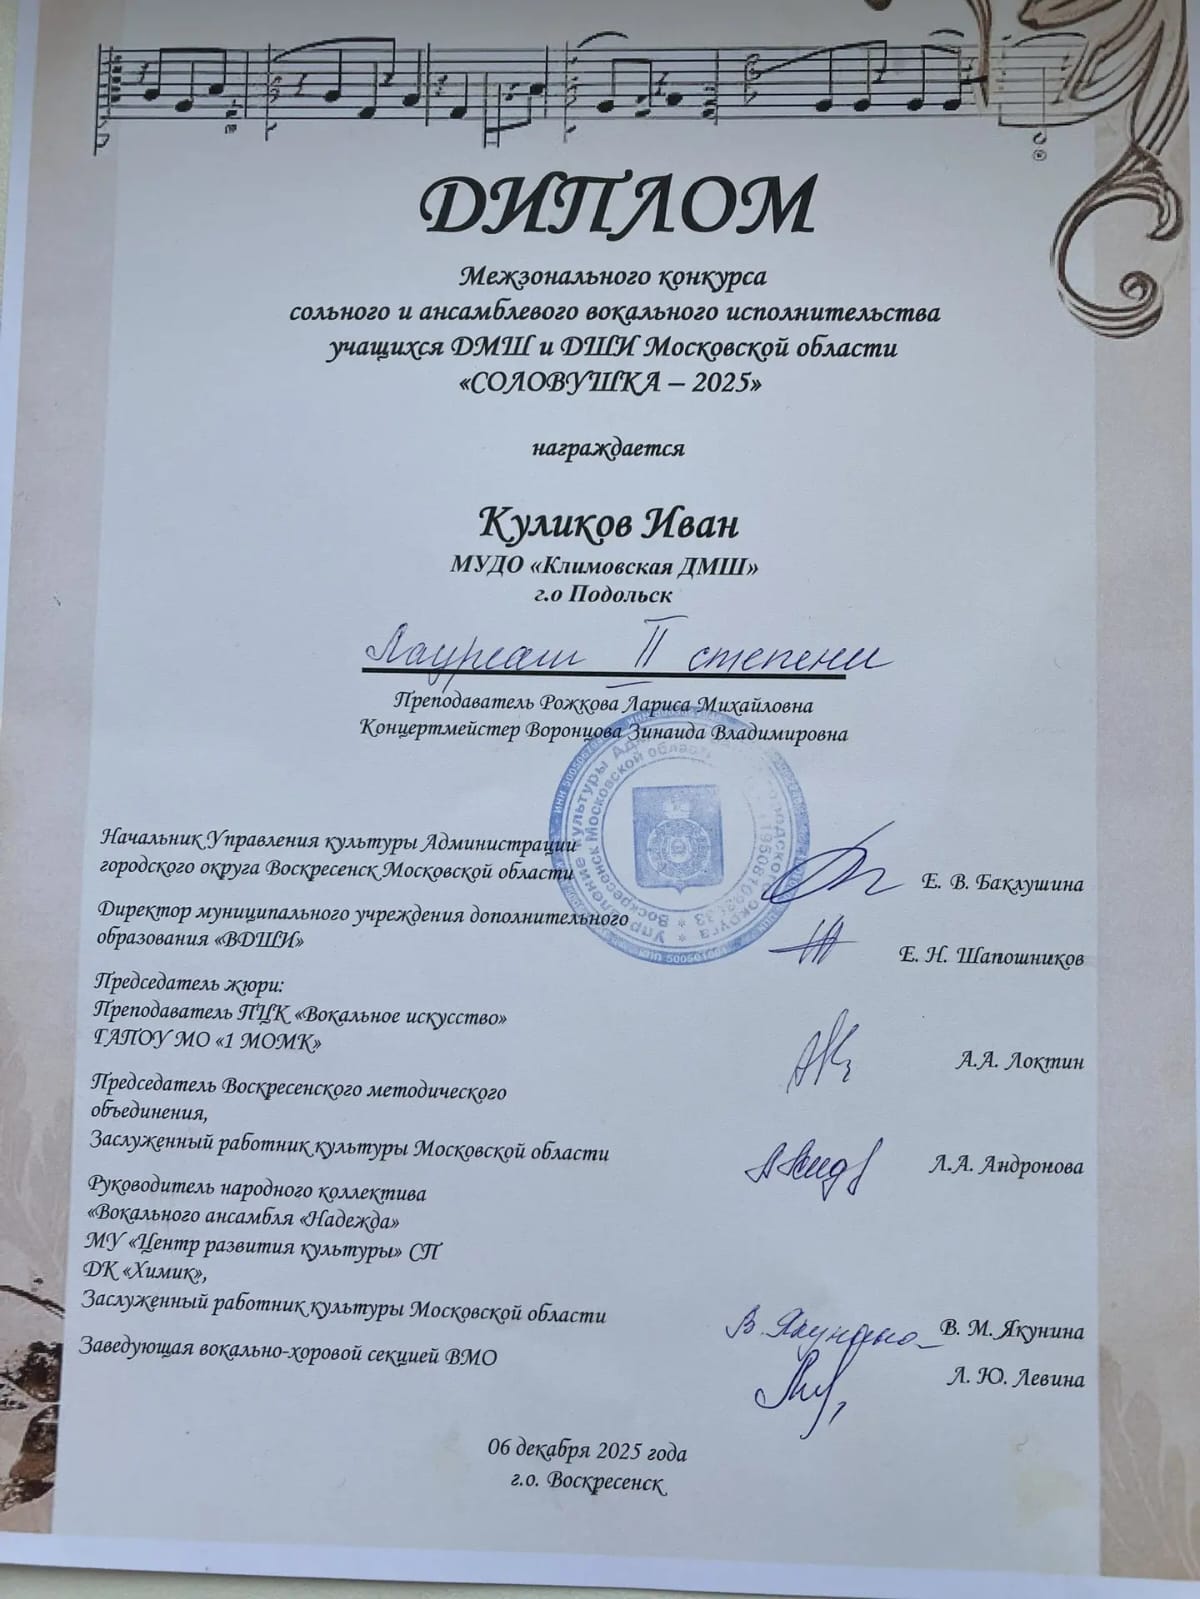 ДИПЛОМ
Межзонального конкурса
сольного и ансамблевого вокального исполнительства
учащихся ДМШ и ДШИ Московской области
«СОЛОВУШКА – 2025»
награждается
Куликов Иван
МУДО «Климовская ДМШ»
г.о Подольск
Лауреат II степени
Преподаватель Рожкова Лариса Михайловна
Концертмейстер Воронцова Зинаида Владимировна
Начальник Управления культуры Администрации
городского округа Воскресенск Московской области
Е. В. Баклушина
Директор муниципального учреждения дополнительного
образования «ВДШИ»
Е. Н. Шапошников
Председатель жюри:
Преподаватель ПЦК «Вокальное искусство»
ГАПОУ МО «1 МОМК»
А.А. Локтин
Председатель Воскресенского методического
объединения,
Заслуженный работник культуры Московской области
Л.А. Андронова
Руководитель народного коллектива
«Вокального ансамбля «Надежда»
МУ «Центр развития культуры» СП
ДК «Химик»,
Заслуженный работник культуры Московской области
В. М. Якунина
Заведующая вокально-хоровой секцией ВМО
Л. Ю. Левина
06 декабря 2025 года
г.о. Воскресенск